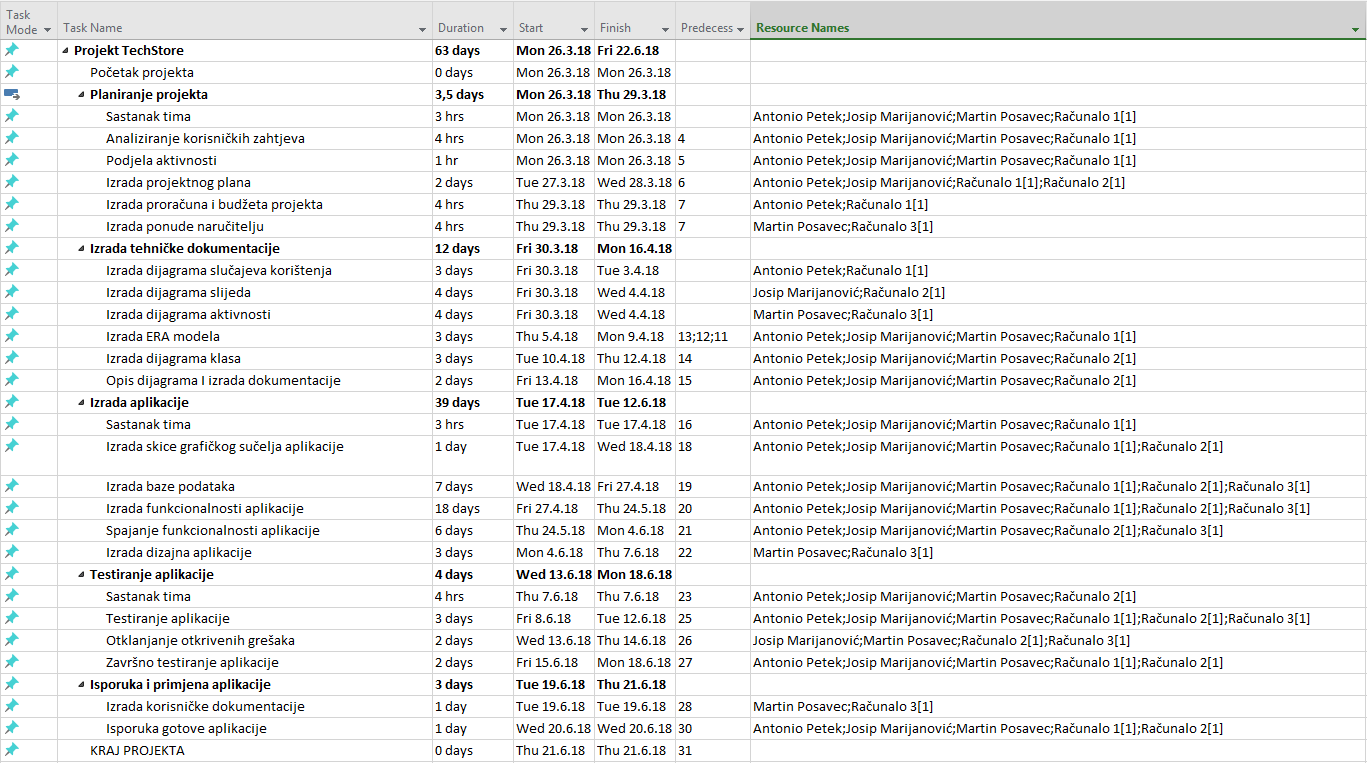 Task Mode Task Name Duration Start Finish Predecess Resource Names
Projekt TechStore 63 days Mon 26.3.18 Fri 22.6.18
Početak projekta 0 days Mon 26.3.18 Mon 26.3.18
Planiranje projekta 3,5 days Mon 26.3.18 Thu 29.3.18
Sastanak tima 3 hrs Mon 26.3.18 Mon 26.3.18 Antonio Petek;Josip Marijanović;Martin Posavec;Računalo 1[1]
Analiziranje korisničkih zahtjeva 4 hrs Mon 26.3.18 Mon 26.3.18 4 Antonio Petek;Josip Marijanović;Martin Posavec;Računalo 1[1]
Podjela aktivnosti 1 hr Mon 26.3.18 Mon 26.3.18 5 Antonio Petek;Josip Marijanović;Martin Posavec;Računalo 1[1]
Izrada projektnog plana 2 days Tue 27.3.18 Wed 28.3.18 6 Antonio Petek;Josip Marijanović;Računalo 1[1];Računalo 2[1]
Izrada proračuna i budžeta projekta 4 hrs Thu 29.3.18 Thu 29.3.18 7 Antonio Petek;Računalo 1[1]
Izrada ponude naručitelju 4 hrs Thu 29.3.18 Thu 29.3.18 7 Martin Posavec;Računalo 3[1]
Izrada tehničke dokumentacije 12 days Fri 30.3.18 Mon 16.4.18
Izrada dijagrama slučajeva korištenja 3 days Fri 30.3.18 Tue 3.4.18 Antonio Petek;Računalo 1[1]
Izrada dijagrama slijeda 4 days Fri 30.3.18 Wed 4.4.18 Josip Marijanović;Računalo 2[1]
Izrada dijagrama aktivnosti 4 days Fri 30.3.18 Wed 4.4.18 Martin Posavec;Računalo 3[1]
Izrada ERA modela 3 days Thu 5.4.18 Mon 9.4.18 13;12;11 Antonio Petek;Josip Marijanović;Martin Posavec;Računalo 1[1]
Izrada dijagrama klasa 3 days Tue 10.4.18 Thu 12.4.18 14 Antonio Petek;Josip Marijanović;Martin Posavec;Računalo 2[1]
Opis dijagrama I izrada dokumentacije 2 days Fri 13.4.18 Mon 16.4.18 15 Antonio Petek;Josip Marijanović;Martin Posavec;Računalo 2[1]
Izrada aplikacije 39 days Tue 17.4.18 Tue 12.6.18
Sastanak tima 3 hrs Tue 17.4.18 Tue 17.4.18 16 Antonio Petek;Josip Marijanović;Martin Posavec;Računalo 1[1]
Izrada skice grafičkog sučelja aplikacije 1 day Tue 17.4.18 Wed 18.4.18 18 Antonio Petek;Josip Marijanović;Martin Posavec;Računalo 1[1];Računalo 2[1]
Izrada baze podataka 7 days Wed 18.4.18 Fri 27.4.18 19 Antonio Petek;Josip Marijanović;Martin Posavec;Računalo 1[1];Računalo 2[1];Računalo 3[1]
Izrada funkcionalnosti aplikacije 18 days Fri 27.4.18 Thu 24.5.18 20 Antonio Petek;Josip Marijanović;Martin Posavec;Računalo 1[1];Računalo 2[1];Računalo 3[1]
Spajanje funkcionalnosti aplikacije 6 days Thu 24.5.18 Mon 4.6.18 21 Antonio Petek;Josip Marijanović;Martin Posavec;Računalo 2[1];Računalo 3[1]
Izrada dizajna aplikacije 3 days Mon 4.6.18 Thu 7.6.18 22 Martin Posavec;Računalo 3[1]
Testiranje aplikacije 4 days Wed 13.6.18 Mon 18.6.18
Sastanak tima 4 hrs Thu 7.6.18 Thu 7.6.18 23 Antonio Petek;Josip Marijanović;Martin Posavec;Računalo 2[1]
Testiranje aplikacije 3 days Fri 8.6.18 Tue 12.6.18 25 Antonio Petek;Josip Marijanović;Martin Posavec;Računalo 1[1];Računalo 2[1];Računalo 3[1]
Otklanjanje otkrivenih grešaka 2 days Wed 13.6.18 Thu 14.6.18 26 Josip Marijanović;Martin Posavec;Računalo 2[1];Računalo 3[1]
Završno testiranje aplikacije 2 days Fri 15.6.18 Mon 18.6.18 27 Antonio Petek;Josip Marijanović;Martin Posavec;Računalo 1[1];Računalo 2[1]
Isporuka i primjena aplikacije 3 days Tue 19.6.18 Thu 21.6.18
Izrada korisničke dokumentacije 1 day Tue 19.6.18 Tue 19.6.18 28 Martin Posavec;Računalo 3[1]
Isporuka gotove aplikacije 1 day Wed 20.6.18 Wed 20.6.18 30 Antonio Petek;Josip Marijanović;Martin Posavec;Računalo 1[1];Računalo 2[1]
KRAJ PROJEKTA 0 days Thu 21.6.18 Thu 21.6.18 31